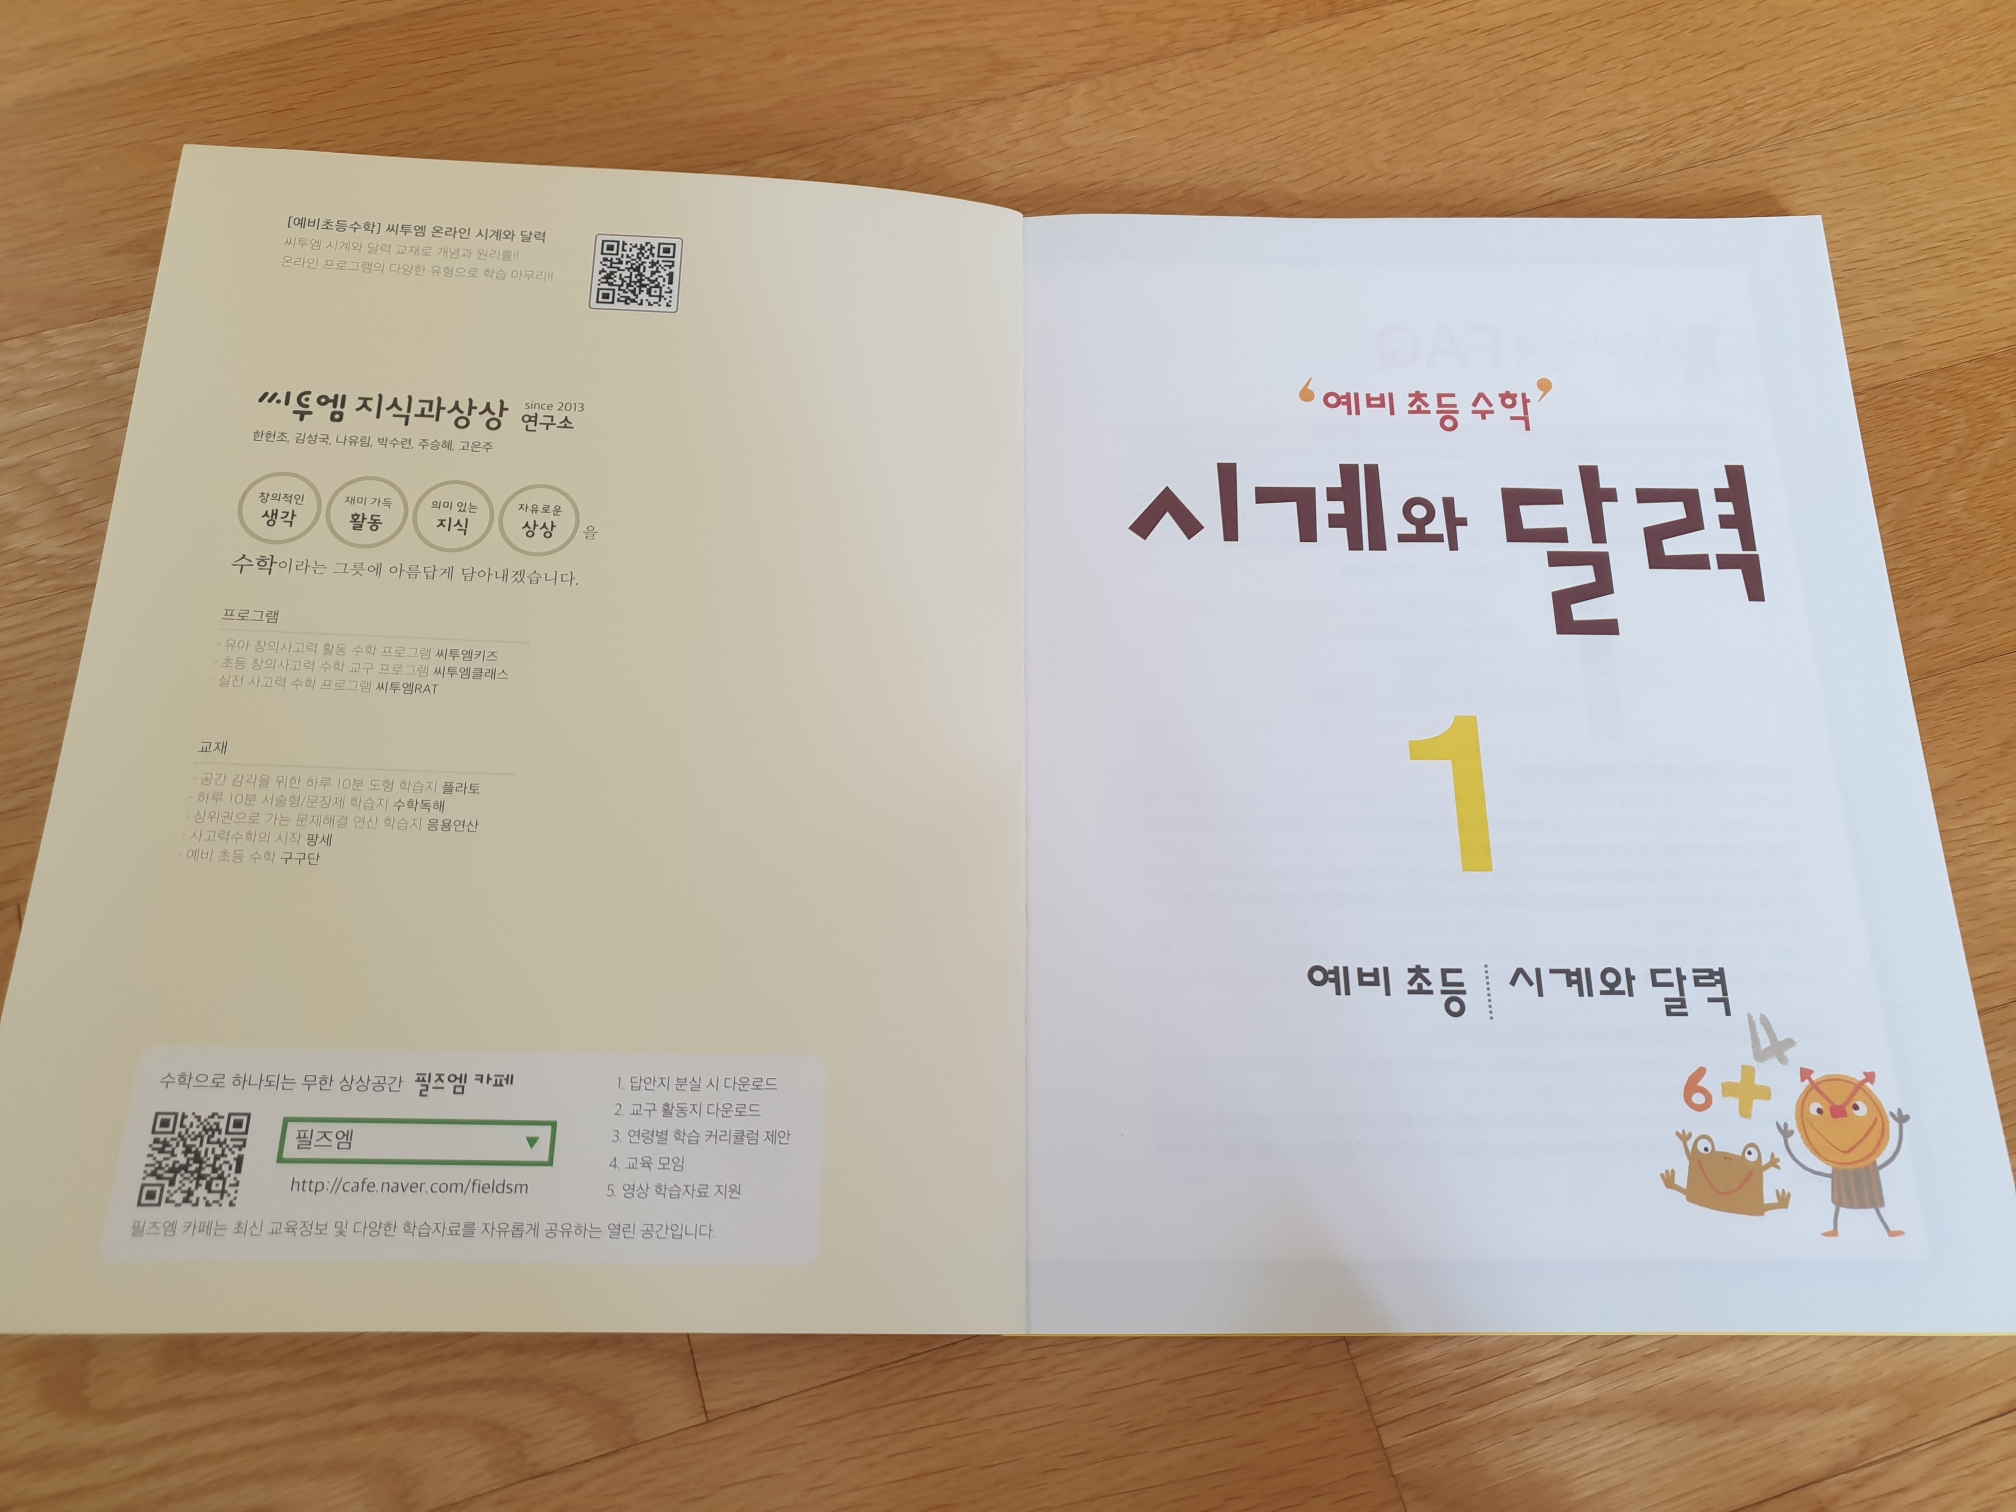 [예비초등수학] 씨투엠 온라인 시계와 달력
씨투엠 시계와 달력 교재로 개념과 원리를!!
온라인 프로그램의 다양한 유형으로 학습 마무리!!
씨투엠 지식과상상 since 2013 연구소
한헌조, 김성국, 나유림, 박수련, 주승혜, 고은주
창의적인 생각 재미 가득 활동 의미 있는 지식 자유로운 상상 을
수학이라는 그릇에 아름답게 담아내겠습니다.
프로그램
- 유아 창의사고력 활동 수학 프로그램 씨투엠키즈
- 초등 창의사고력 수학 교구 프로그램 씨투엠클래스
- 실전 사고력 수학 프로그램 씨투엠RAT
교재
- 공간 감각을 위한 하루 10분 도형 학습지 플라토
- 하루 10분 서술형/문장제 학습지 수학독해
- 상위권으로 가는 문제해결 연산 학습지 응용연산
- 사고력수학의 시작 팡세
- 예비 초등 수학 구구단
수학으로 하나되는 무한 상상공간 필즈엠 카페
필즈엠 ▼
http://cafe.naver.com/fieldsm
1. 답안지 분실 시 다운로드
2. 교구 활동지 다운로드
3. 연령별 학습 커리큘럼 제안
4. 교육 모임
5. 영상 학습자료 지원
필즈엠 카페는 최신 교육정보 및 다양한 학습자료를 자유롭게 공유하는 열린 공간입니다.
‘예비 초등 수학’
시계와 달력
1
예비 초등 시계와 달력
4
6+